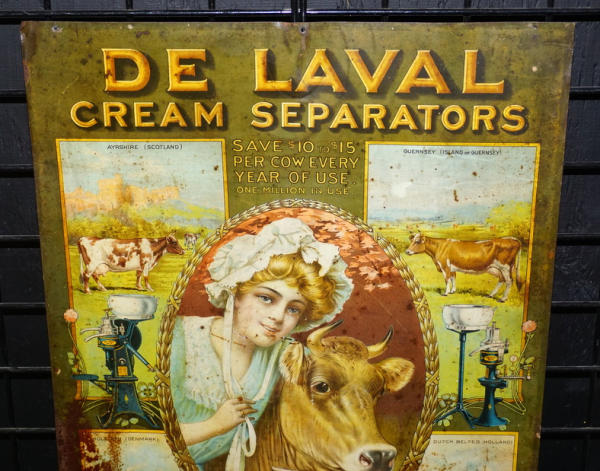 DE LAVAL
CREAM SEPARATORS
AYRSHIRE (SCOTLAND)
SAVE $10 TO $15
PER COW EVERY
YEAR OF USE.
ONE MILLION IN USE
GUERNSEY (ISLAND OF GUERNSEY)
(DENMARK)
DUTCH BELTED (HOLLAND)